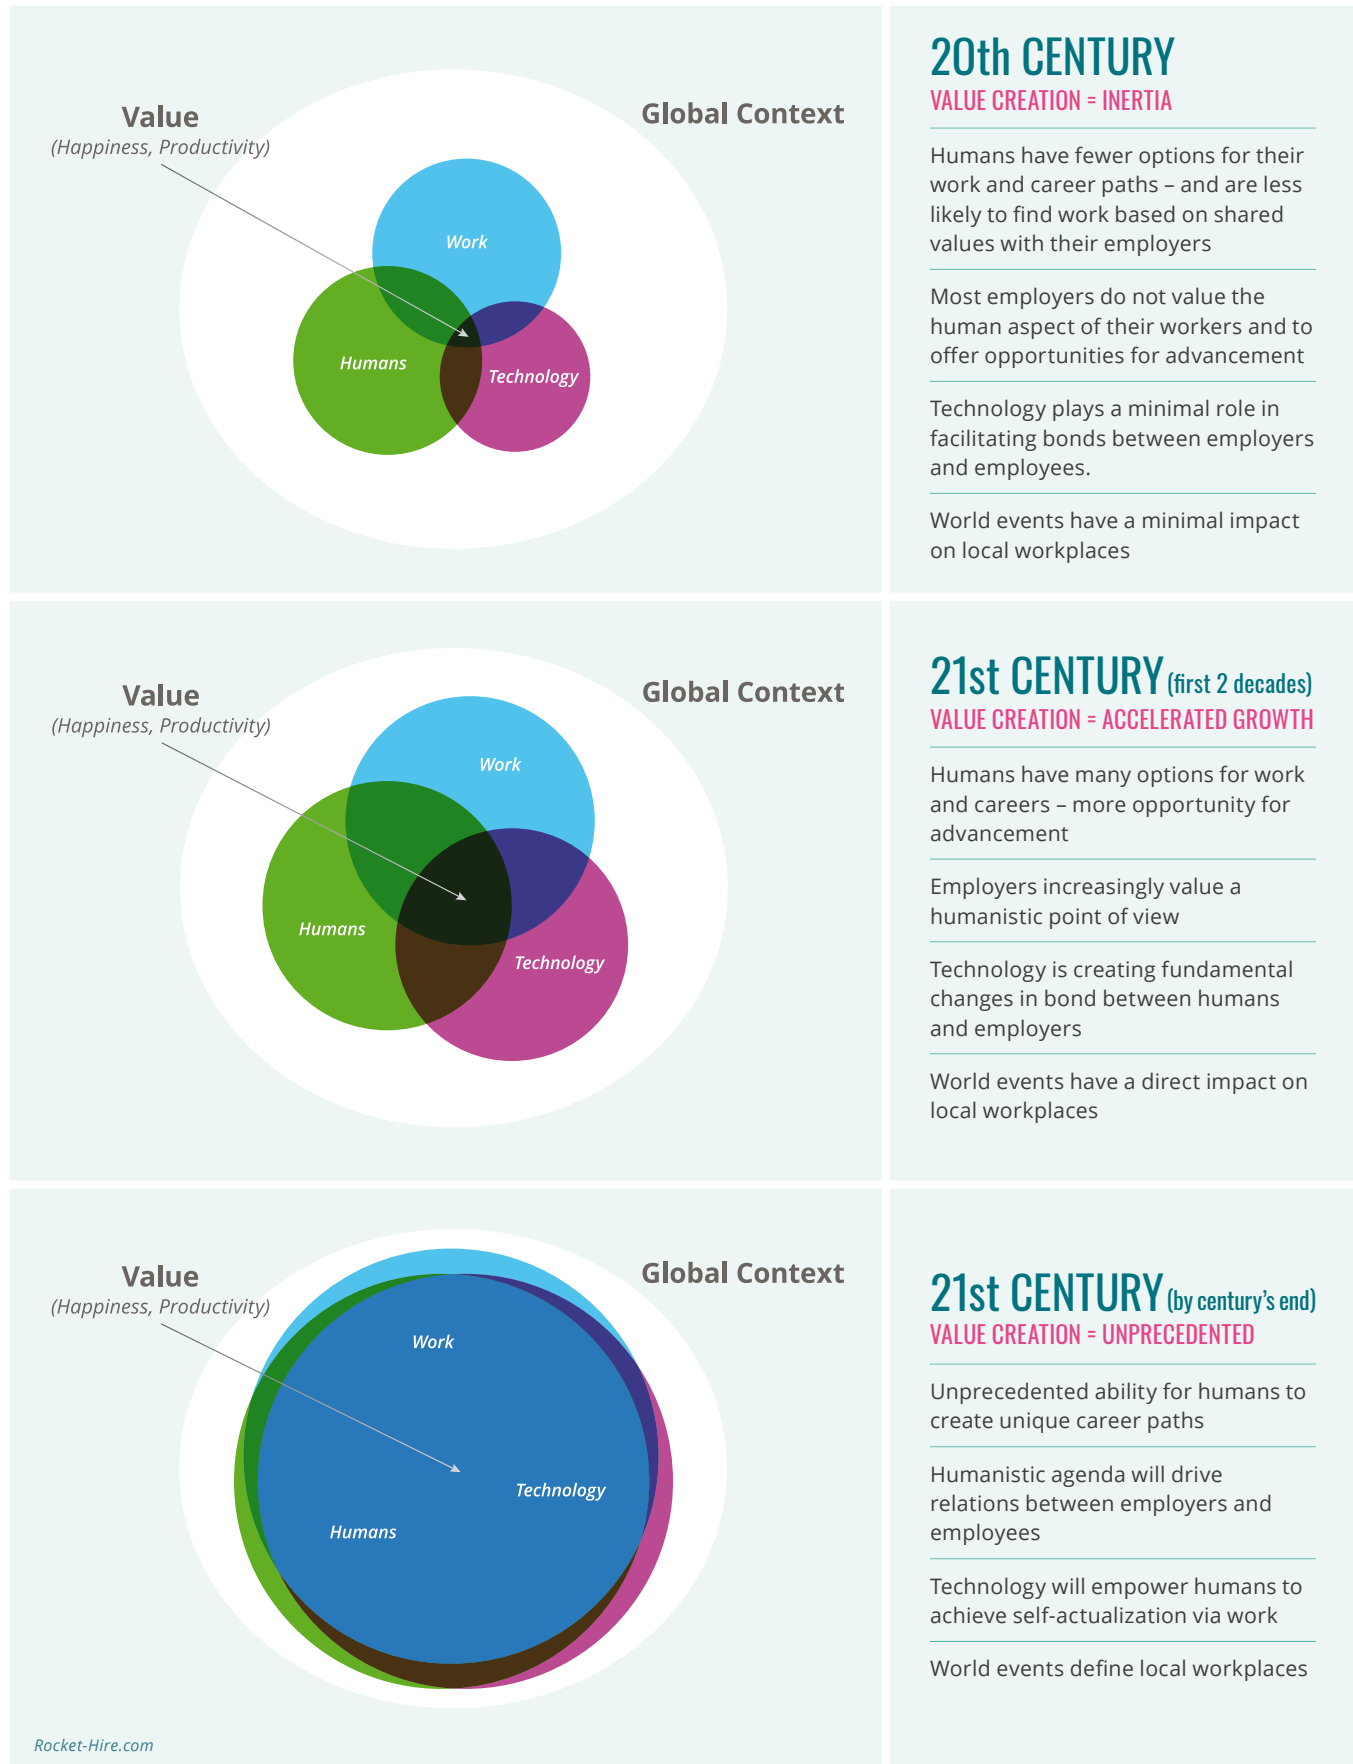 Value
(Happiness, Productivity)
Global Context
Work
Humans
Technology
20th CENTURY
VALUE CREATION = INERTIA
Humans have fewer options for their
work and career paths – and are less
likely to find work based on shared
values with their employers
Most employers do not value the
human aspect of their workers and to
offer opportunities for advancement
Technology plays a minimal role in
facilitating bonds between employers
and employees.
World events have a minimal impact
on local workplaces
Value
(Happiness, Productivity)
Global Context
Work
Humans
Technology
21st CENTURY (first 2 decades)
VALUE CREATION = ACCELERATED GROWTH
Humans have many options for work
and careers – more opportunity for
advancement
Employers increasingly value a
humanistic point of view
Technology is creating fundamental
changes in bond between humans
and employers
World events have a direct impact on
local workplaces
Value
(Happiness, Productivity)
Global Context
Work
Technology
Humans
21st CENTURY (by century's end)
VALUE CREATION = UNPRECEDENTED
Unprecedented ability for humans to
create unique career paths
Humanistic agenda will drive
relations between employers and
employees
Technology will empower humans to
achieve self-actualization via work
World events define local workplaces
Rocket-Hire.com